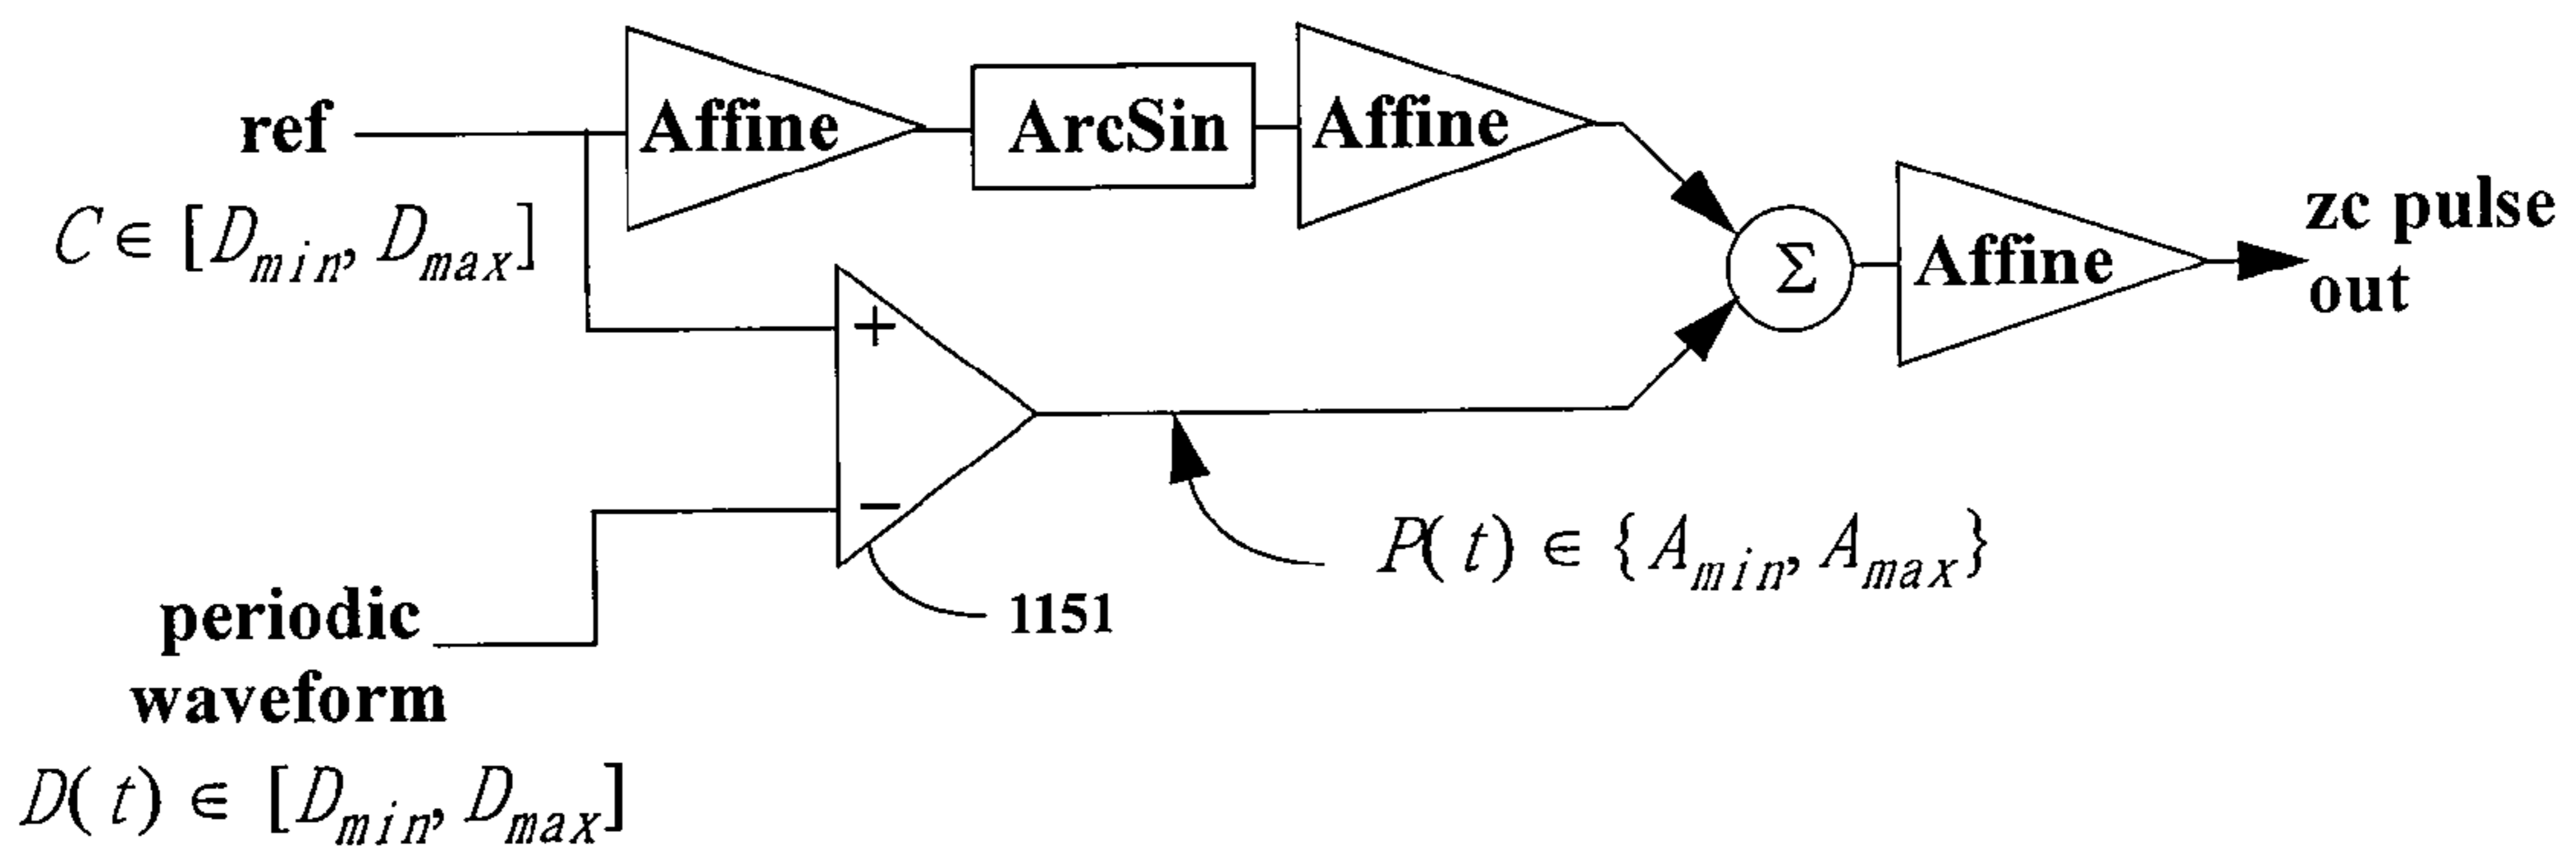 ref
Affine
ArcSin
Affine
C ∈ [D_min, D_max]
+
Σ
Affine
zc pulse
out
−
P(t) ∈ {A_min, A_max}
1151
periodic
waveform
D(t) ∈ [D_min, D_max]